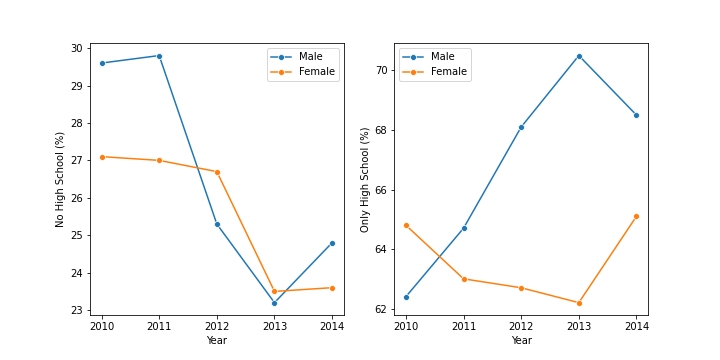 30
29
28
27
26
25
24
23
No High School (%)
2010 2011 2012 2013 2014
Year
Male
Female
70
68
66
64
62
Only High School (%)
2010 2011 2012 2013 2014
Year
Male
Female